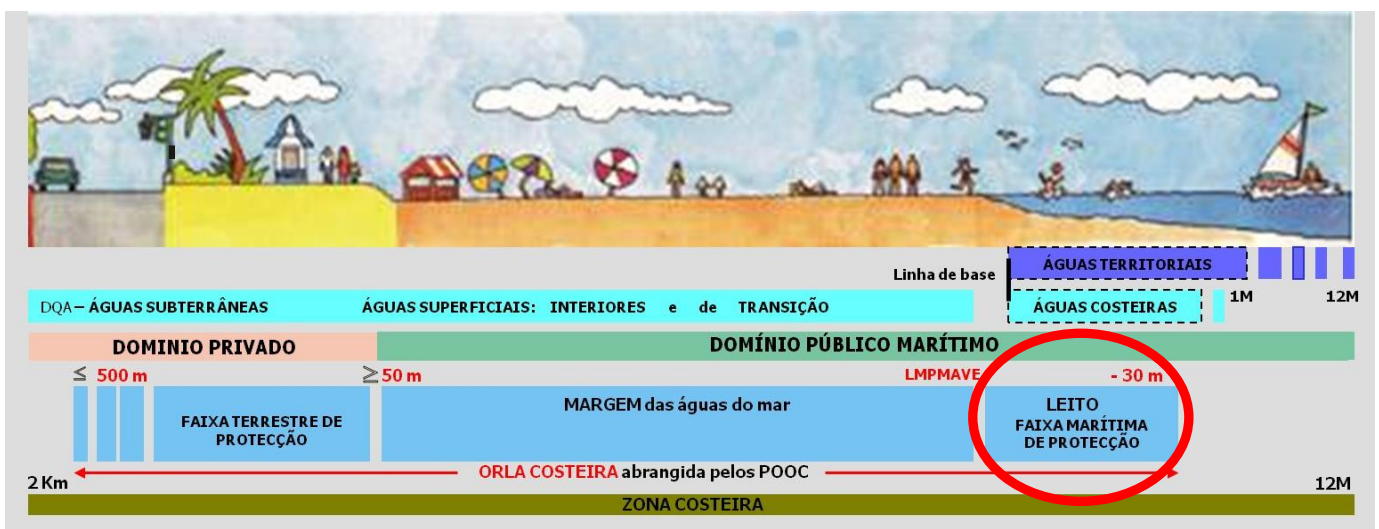 Linha de base
ÁGUAS TERRITORIAIS
DQA – ÁGUAS SUBTERRÂNEAS ÁGUAS SUPERFICIAIS: INTERIORES e de TRANSIÇÃO
ÁGUAS COSTEIRAS
1M 12M
DOMINIO PRIVADO DOMÍNIO PÚBLICO MARÍTIMO
≤ 500 m ≥ 50 m LMPMAVE - 30 m
FAIXA TERRESTRE DE
PROTECÇÃO
MARGEM das águas do mar
LEITO
FAIXA MARÍTIMA
DE PROTECÇÃO
ORLA COSTEIRA abrangida pelos POOC
2 Km 12M
ZONA COSTEIRA